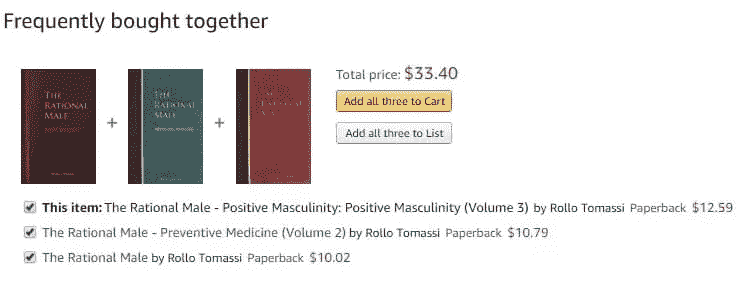 Frequently bought together
THE
RATIONAL
MALE
+
THE
RATIONAL
MALE
+
Total price: $33.40
Add all three to Cart
Add all three to List
This item: The Rational Male - Positive Masculinity: Positive Masculinity (Volume 3) by Rollo Tomassi Paperback $12.59
The Rational Male - Preventive Medicine (Volume 2) by Rollo Tomassi Paperback $10.79
The Rational Male by Rollo Tomassi Paperback $10.02